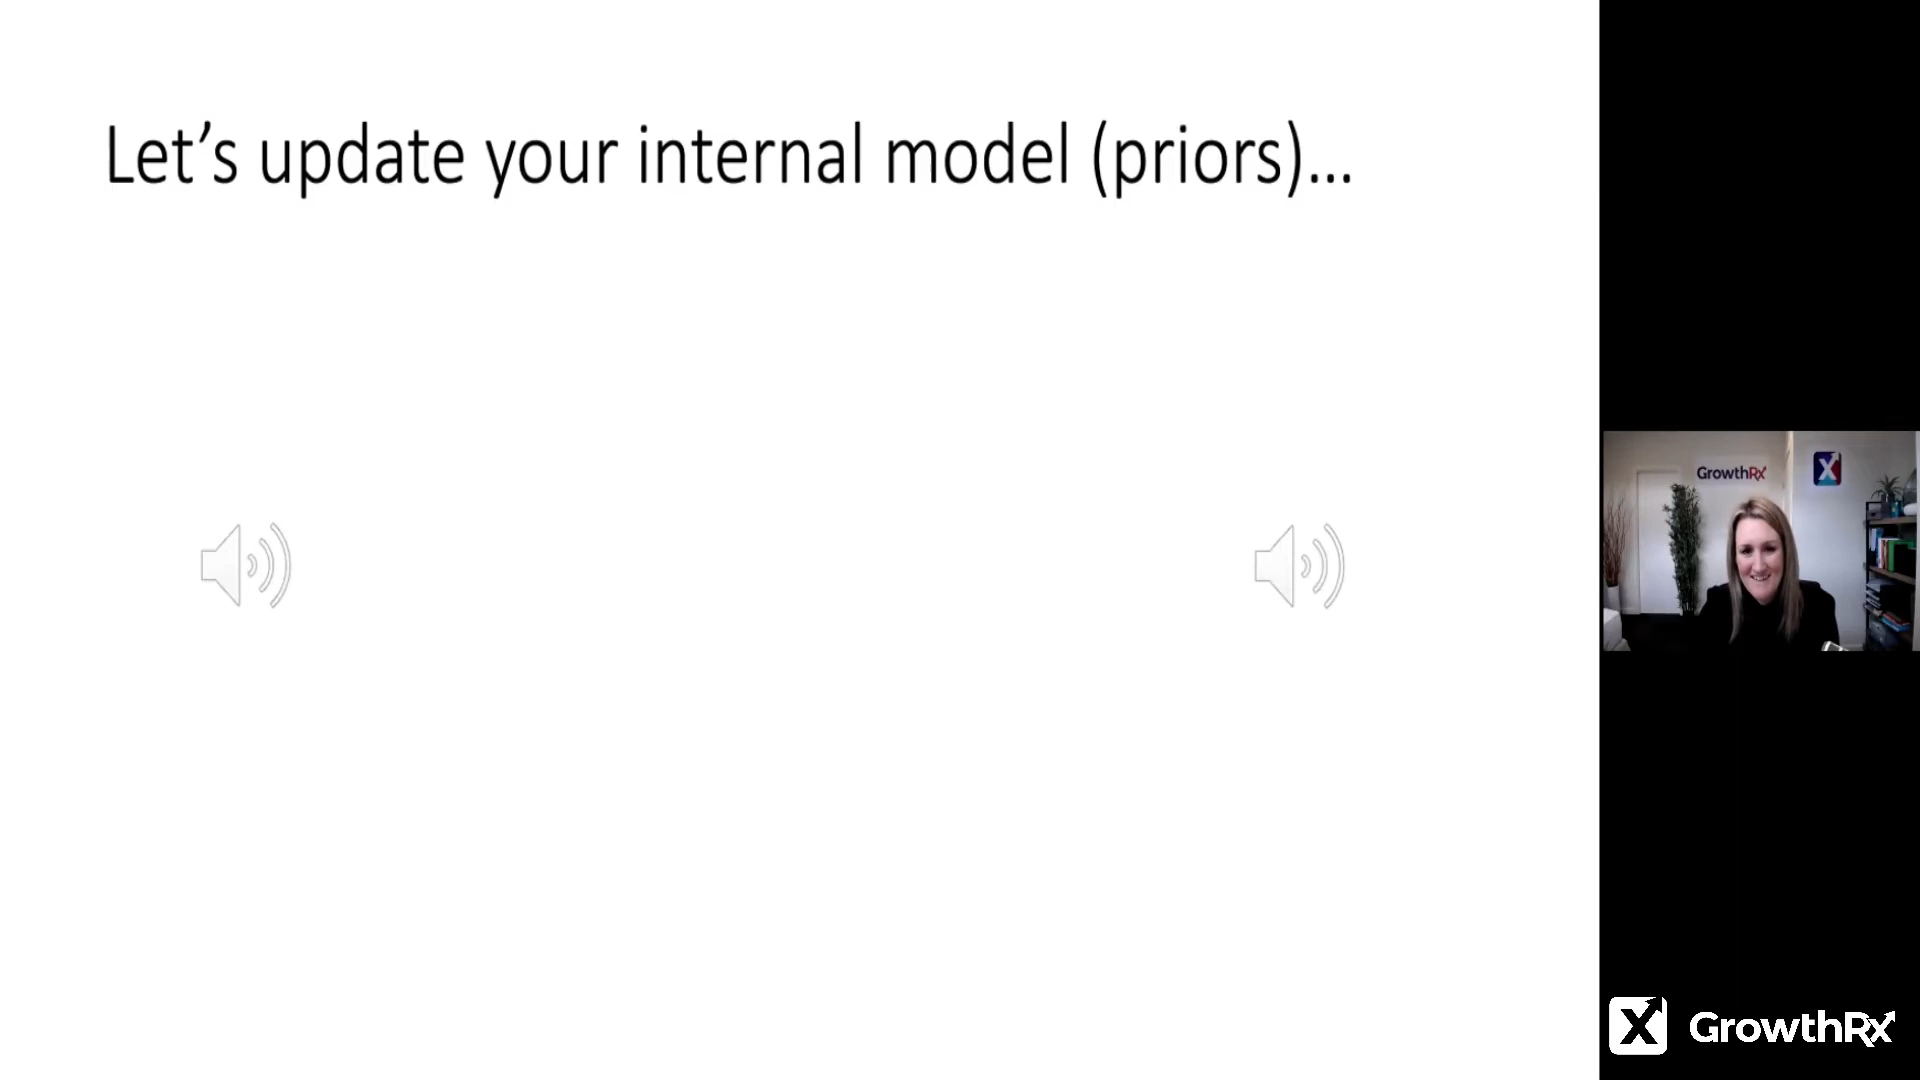 Let’s update your internal model (priors)...
GrowthRx
X
X GrowthRx